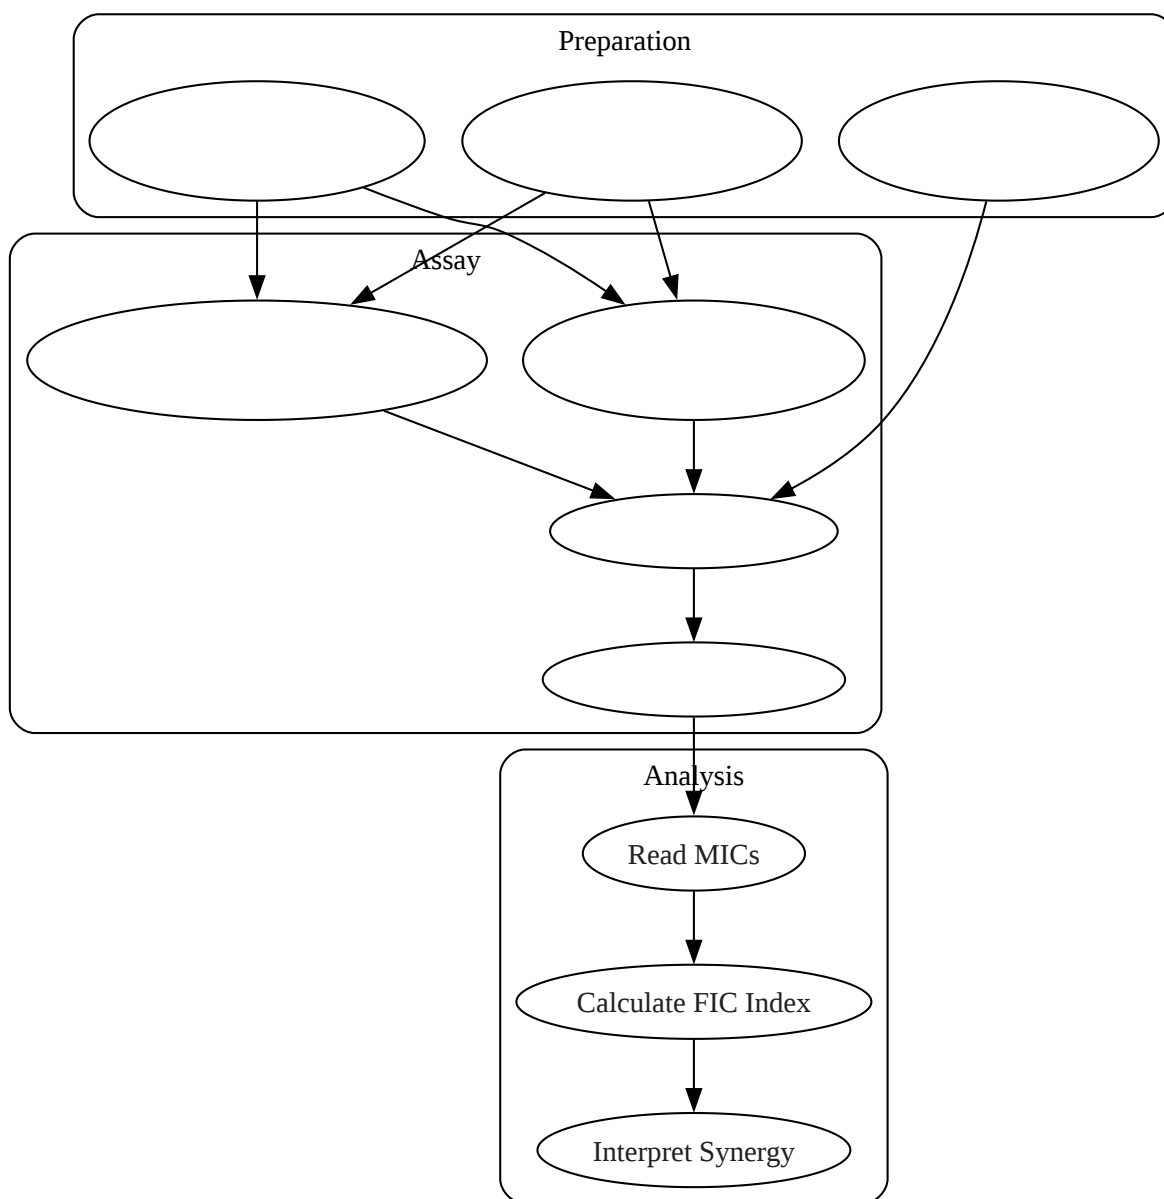 Preparation
Assay
Analysis
Read MICs
Calculate FIC Index
Interpret Synergy